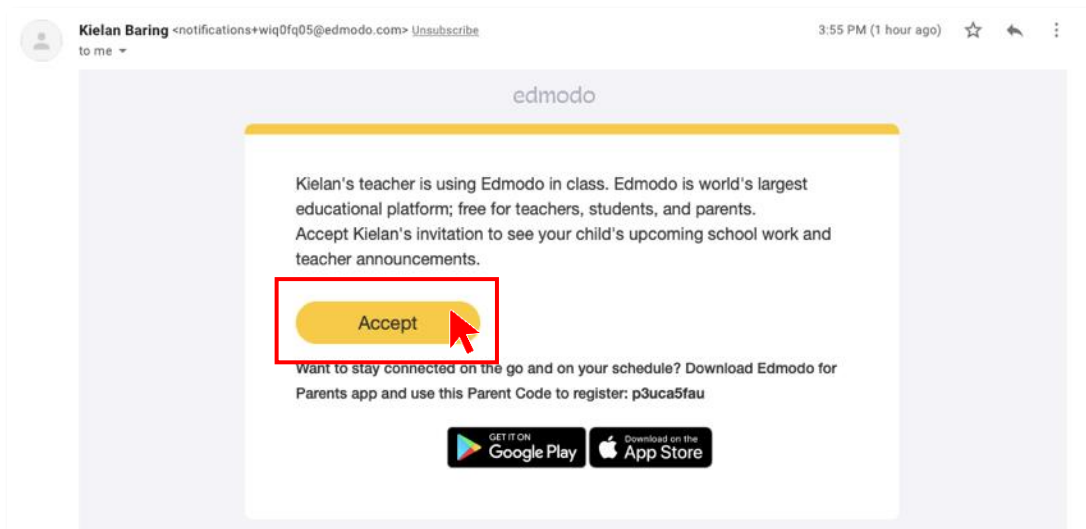 Kielan Baring <notifications+wiq0fq05@edmodo.com> Unsubscribe
3:55 PM (1 hour ago)
to me
edmodo
Kielan's teacher is using Edmodo in class. Edmodo is world's largest
educational platform; free for teachers, students, and parents.
Accept Kielan's invitation to see your child's upcoming school work and
teacher announcements.
Accept
Want to stay connected on the go and on your schedule? Download Edmodo for
Parents app and use this Parent Code to register: p3uca5fau
GET IT ON
Google Play
Download on the
App Store